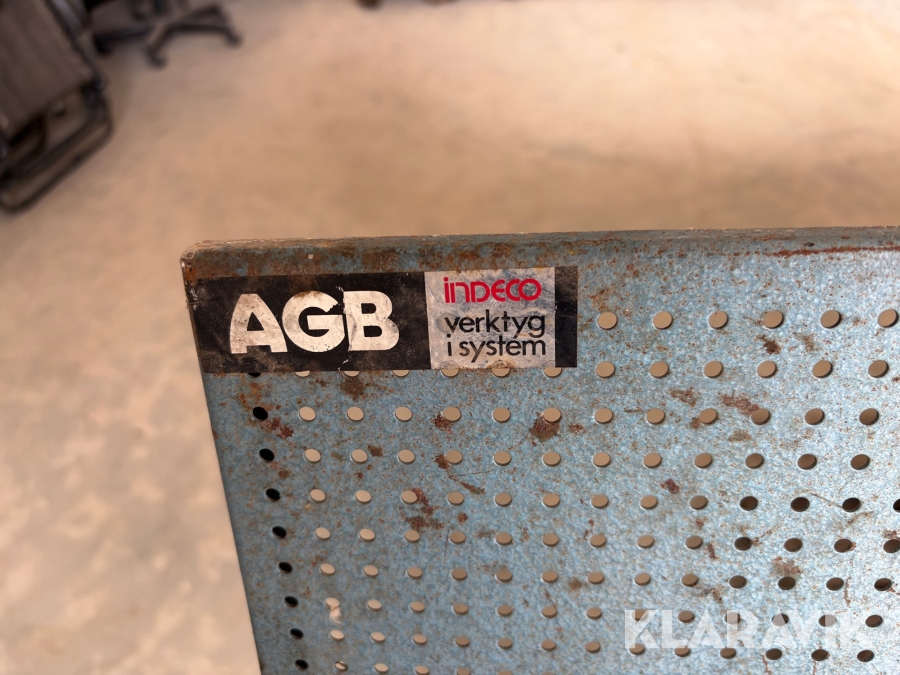 AGB
inDECO
verktyg
i system
KLARAVIK